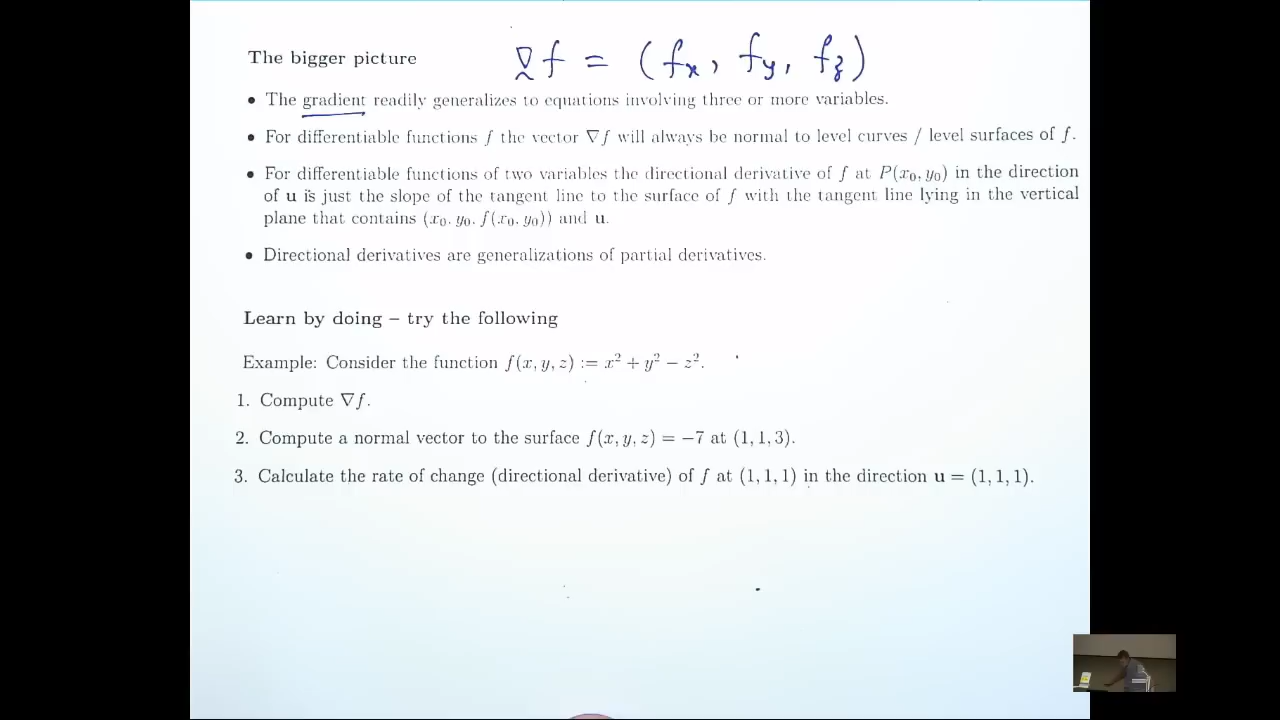 The bigger picture ∇f = (fx, fy, fz)
• The gradient readily generalizes to equations involving three or more variables.
• For differentiable functions f the vector ∇f will always be normal to level curves / level surfaces of f.
• For differentiable functions of two variables the directional derivative of f at P(x₀, y₀) in the direction
of u is just the slope of the tangent line to the surface of f with the tangent line lying in the vertical
plane that contains (x₀, y₀, f(x₀, y₀)) and u.
• Directional derivatives are generalizations of partial derivatives.
Learn by doing – try the following
Example: Consider the function f(x, y, z) := x² + y² − z².
1. Compute ∇f.
2. Compute a normal vector to the surface f(x, y, z) = −7 at (1, 1, 3).
3. Calculate the rate of change (directional derivative) of f at (1, 1, 1) in the direction u = (1, 1, 1).